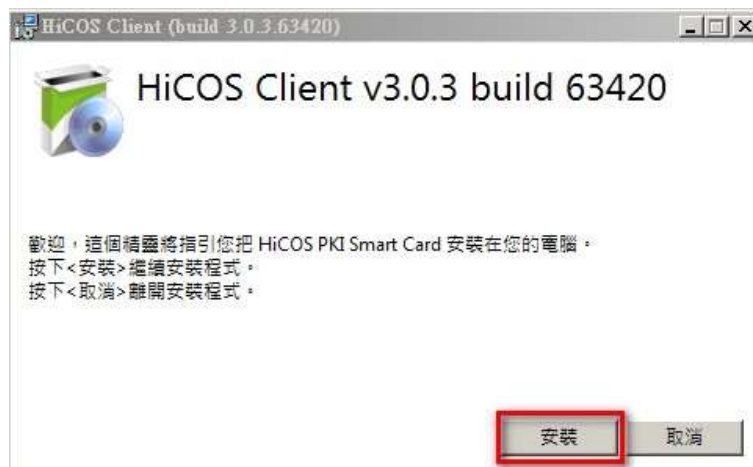 HiCOS Client (build 3.0.3.63420)
HiCOS Client v3.0.3 build 63420
歡迎，這個精靈將指引您把 HiCOS PKI Smart Card 安裝在您的電腦。
按下<安裝>繼續安裝程式。
按下<取消>離開安裝程式。
安裝
取消